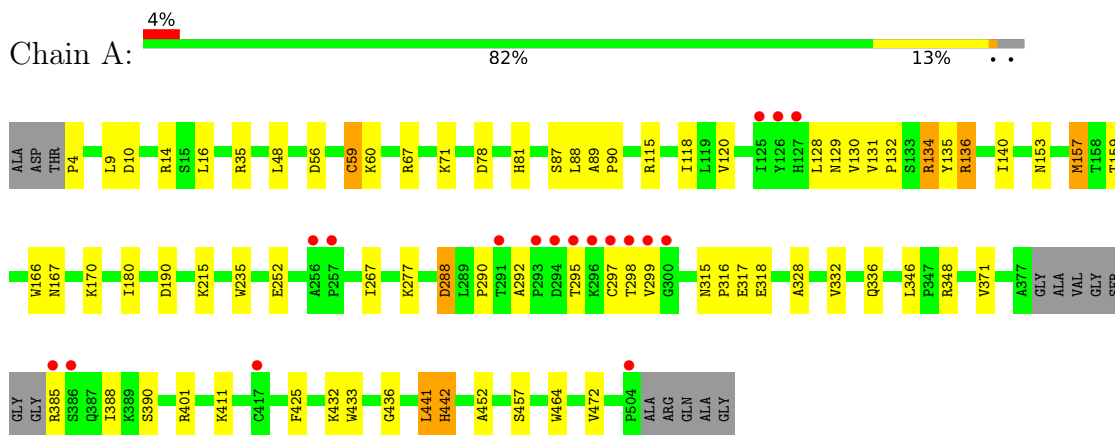 4%
Chain A:
82% 13% • •
ALA ASP THR P4 L9 D10 R14 S15 L16 R35 L48 D56 C59 K60 R67 K71 D78 H81 S87 L88 A89 P90 R115 I118 L119 V120 I125 Y126 H127 L128 N129 V130 V131 P132 S133 R134 Y135 R136 I140 N153 M157 T158 T159
W166 N167 K170 I180 D190 K215 W235 E252 A256 P257 I267 K277 D288 L289 P290 T291 A292 P293 D294 T295 K296 C297 T298 V299 G300 N315 P316 E317 E318 A328 V332 Q336 L346 P347 R348 V371 A377 GLY ALA VAL GLY SER
GLY GLY R385 S386 Q387 I388 K389 S390 R401 K411 C417 F425 K432 W433 G436 L441 H442 A452 S457 W464 V472 P504 ALA ARG GLN ALA GLY